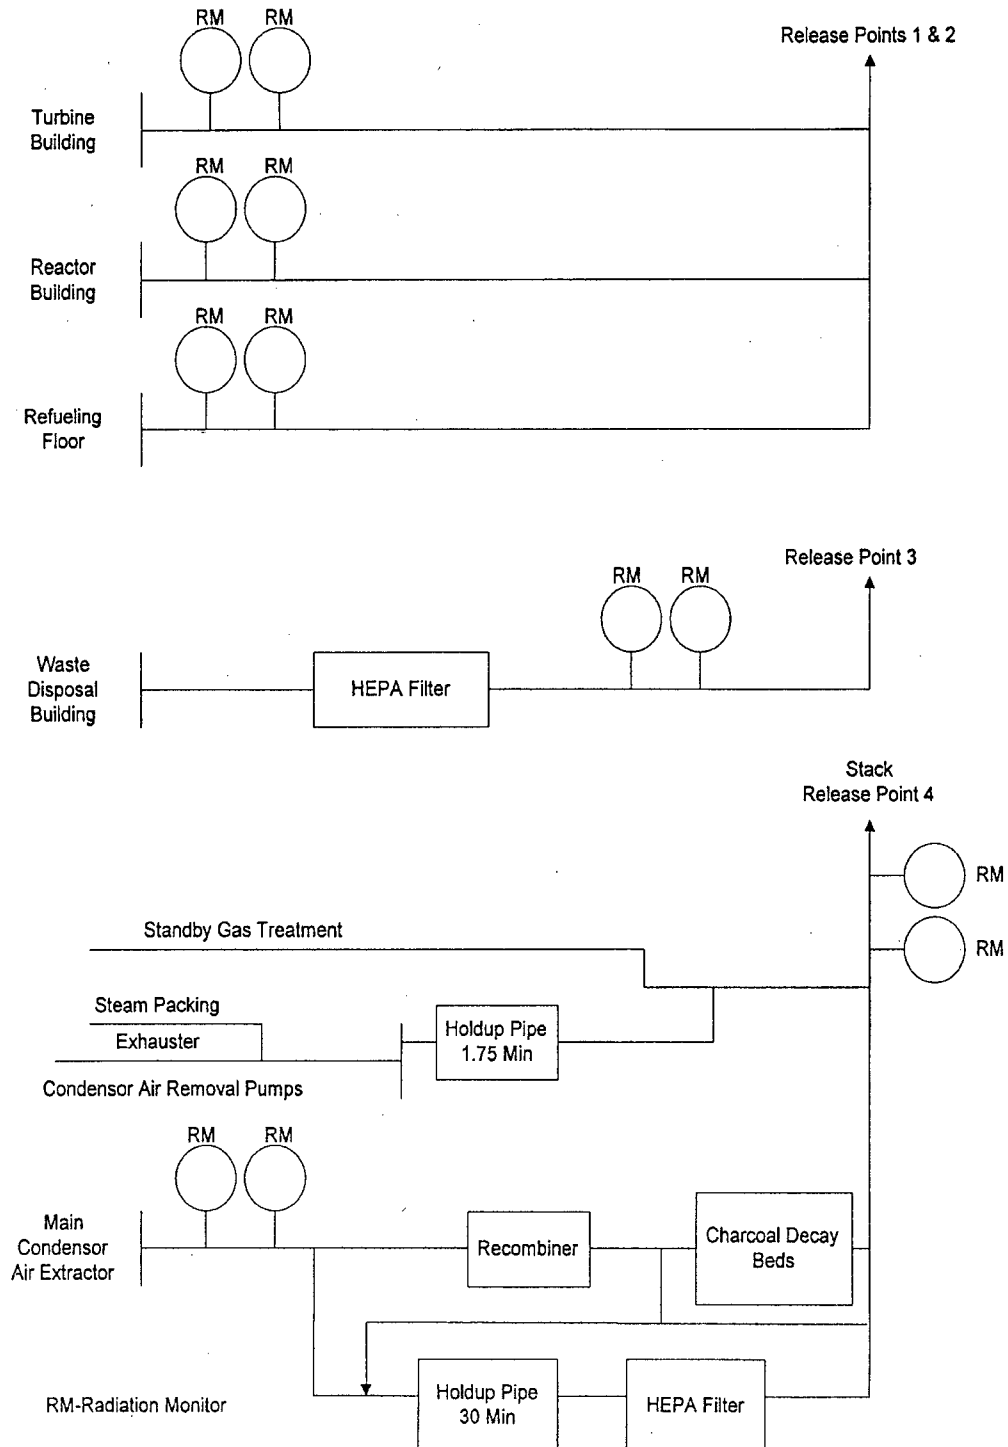 RM RM
Release Points 1 & 2
Turbine
Building
RM RM
Reactor
Building
RM RM
Refueling
Floor
Release Point 3
RM RM
Waste
Disposal
Building
HEPA Filter
Stack
Release Point 4
RM
Standby Gas Treatment
RM
Steam Packing
Exhauster
Holdup Pipe
1.75 Min
Condensor Air Removal Pumps
RM RM
Main
Condensor
Air Extractor
Recombiner
Charcoal Decay
Beds
RM-Radiation Monitor
Holdup Pipe
30 Min
HEPA Filter